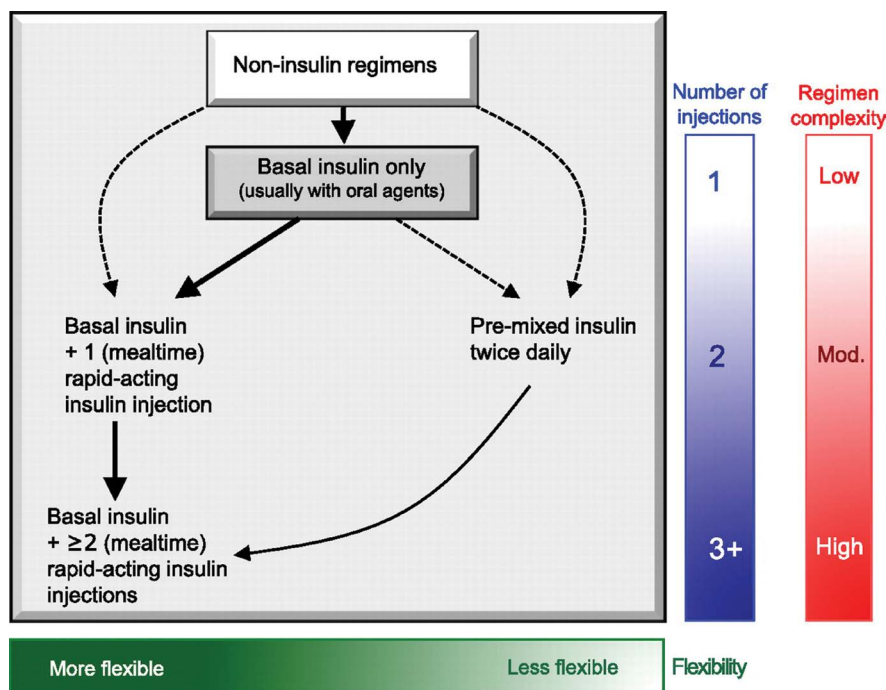 Non-insulin regimens
Basal insulin only
(usually with oral agents)
Basal insulin
+ 1 (mealtime)
rapid-acting
insulin injection
Pre-mixed insulin
twice daily
Basal insulin
+ ≥2 (mealtime)
rapid-acting insulin
injections
Number of
injections
1
2
3+
Regimen
complexity
Low
Mod.
High
More flexible
Less flexible
Flexibility